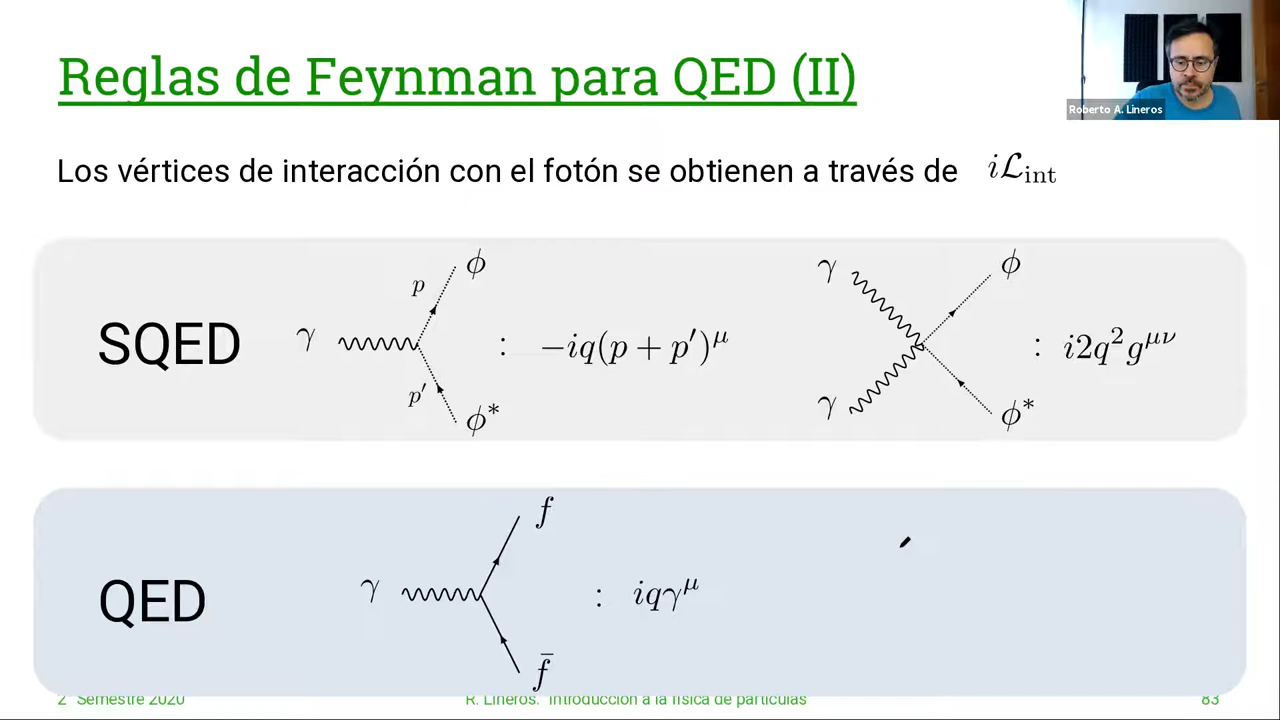 Reglas de Feynman para QED (II)
Roberto A. Lineros
Los vértices de interacción con el fotón se obtienen a través de iℒ_int
SQED
γ
p
ϕ
p′
ϕ*
: −iq(p + p′)^μ
γ
ϕ
γ
ϕ*
: i2q²g^{μν}
QED
γ
f
f̄
: iqγ^μ
2° Semestre 2020
R. Lineros: "Introducción a la física de partículas"
83